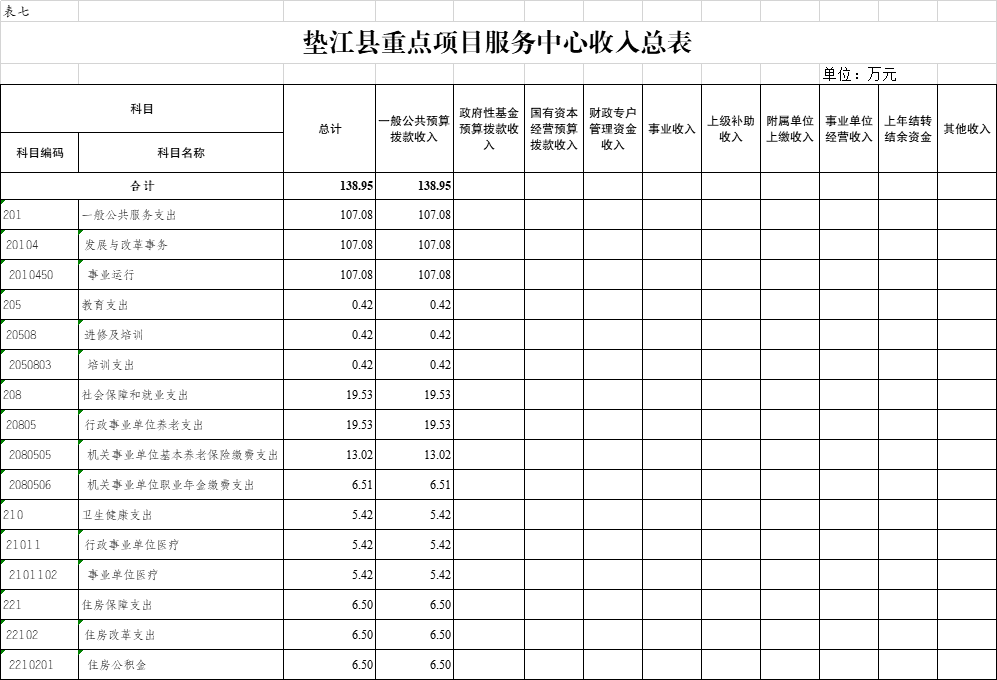 表七
垫江县重点项目服务中心收入总表
单位：万元
科目 总计 一般公共预算拨款收入 政府性基金预算拨款收入 国有资本经营预算拨款收入 财政专户管理资金收入 事业收入 上级补助收入 附属单位上缴收入 事业单位经营收入 上年结转结余资金 其他收入
科目编码 科目名称
合计 138.95 138.95
201 一般公共服务支出 107.08 107.08
20104 发展与改革事务 107.08 107.08
2010450 事业运行 107.08 107.08
205 教育支出 0.42 0.42
20508 进修及培训 0.42 0.42
2050803 培训支出 0.42 0.42
208 社会保障和就业支出 19.53 19.53
20805 行政事业单位养老支出 19.53 19.53
2080505 机关事业单位基本养老保险缴费支出 13.02 13.02
2080506 机关事业单位职业年金缴费支出 6.51 6.51
210 卫生健康支出 5.42 5.42
21011 行政事业单位医疗 5.42 5.42
2101102 事业单位医疗 5.42 5.42
221 住房保障支出 6.50 6.50
22102 住房改革支出 6.50 6.50
2210201 住房公积金 6.50 6.50